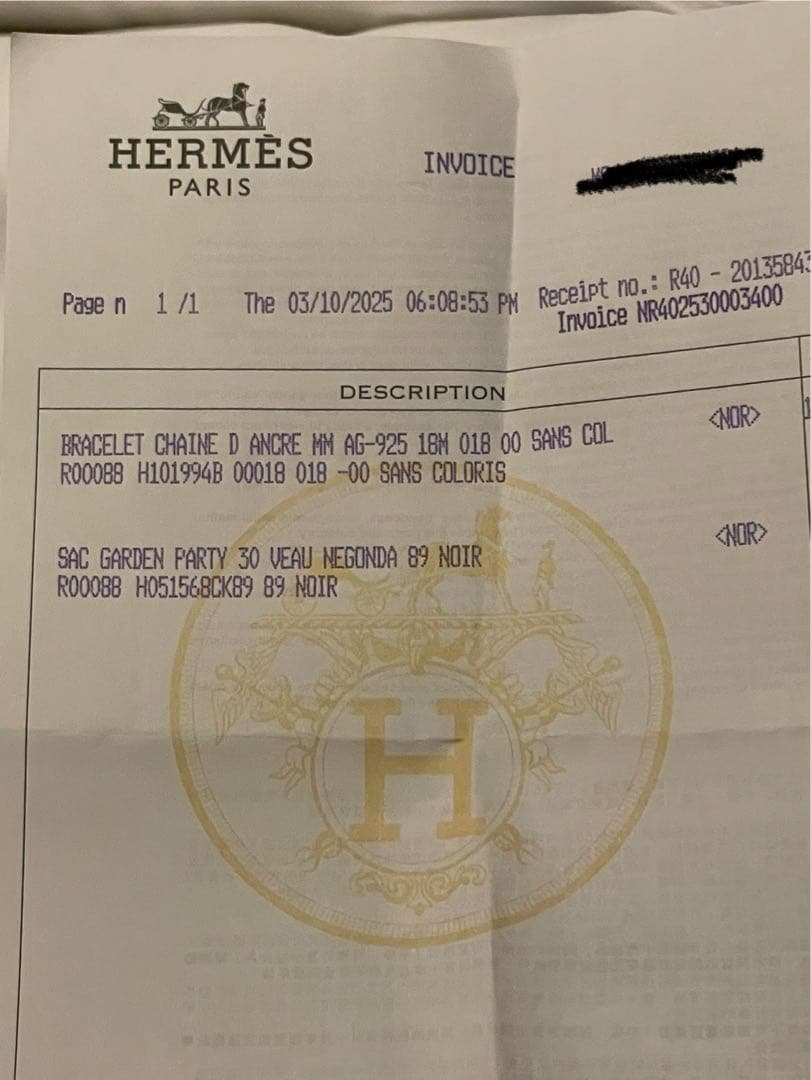 HERMÈS
PARIS
INVOICE
Page n 1 /1 The 03/10/2025 06:08:53 PM
Receipt no.: R40 - 20135843
Invoice NR402530003400
DESCRIPTION
BRACELET CHAINE D ANCRE MM AG-925 18M 018 00 SANS COL <NOR>
R00088 H101994B 00018 018 -00 SANS COLORIS
SAC GARDEN PARTY 30 VEAU NEGONDA 89 NOIR <NOR>
R00088 H051568CK89 89 NOIR
H